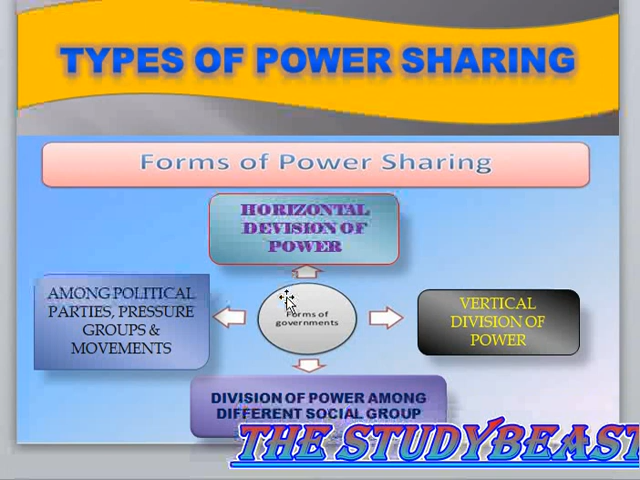 TYPES OF POWER SHARING
Forms of Power Sharing
HORIZONTAL
DEVISION OF
POWER
AMONG POLITICAL
PARTIES, PRESSURE
GROUPS &
MOVEMENTS
Forms of
governments
VERTICAL
DIVISION OF
POWER
DIVISION OF POWER AMONG
DIFFERENT SOCIAL GROUP
THE STUDYBEAST